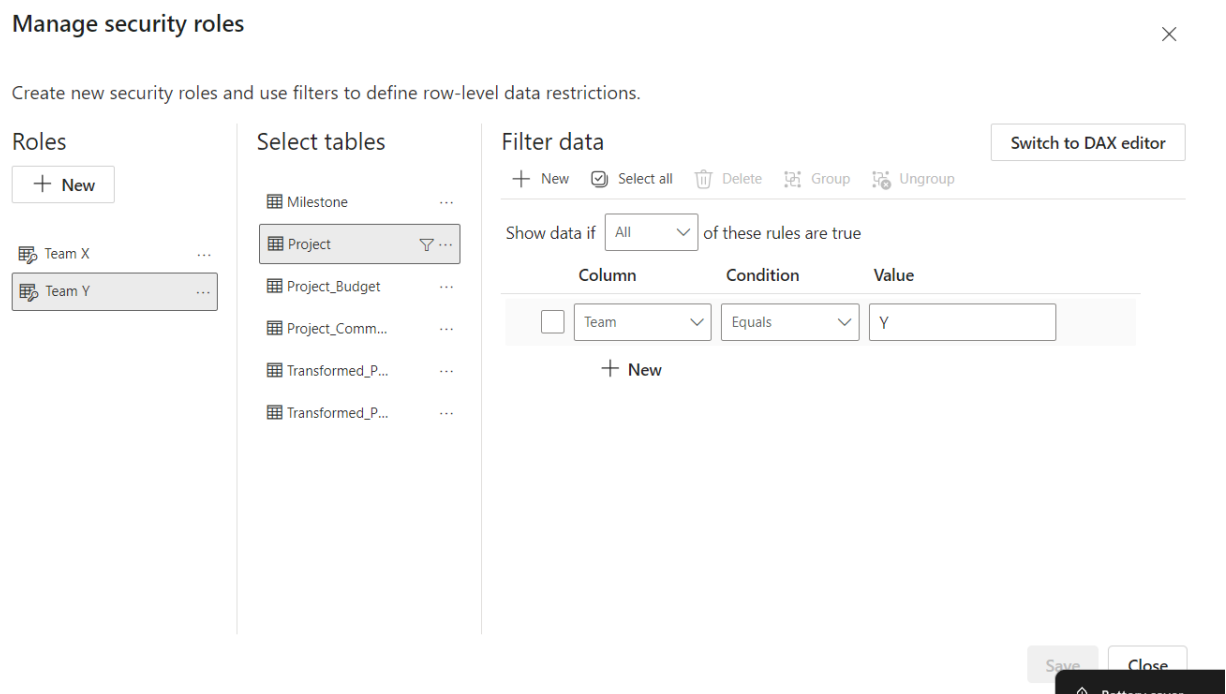 Manage security roles
Create new security roles and use filters to define row-level data restrictions.
Roles
New
Team X
Team Y
Select tables
Milestone
Project
Project_Budget
Project_Comm...
Transformed_P...
Transformed_P...
Filter data
Switch to DAX editor
New Select all Delete Group Ungroup
Show data if All of these rules are true
Column Condition Value
Team Equals Y
New
Save Close